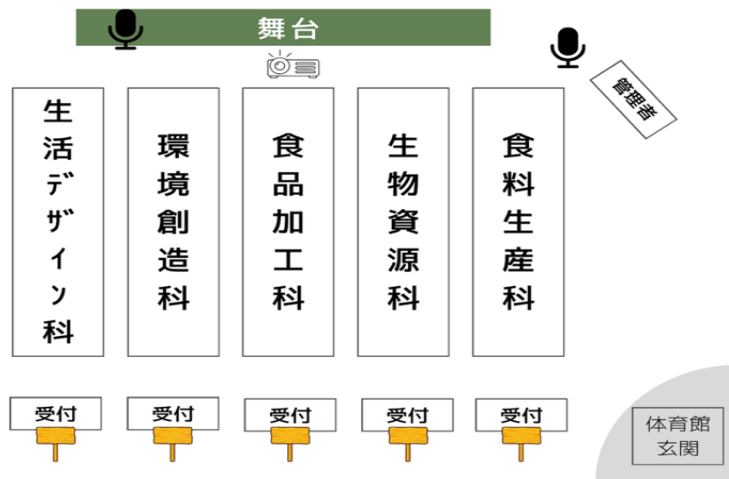 舞台
管理者
生活デザイン科
環境創造科
食品加工科
生物資源科
食料生産科
受付
受付
受付
受付
受付
体育館
玄関